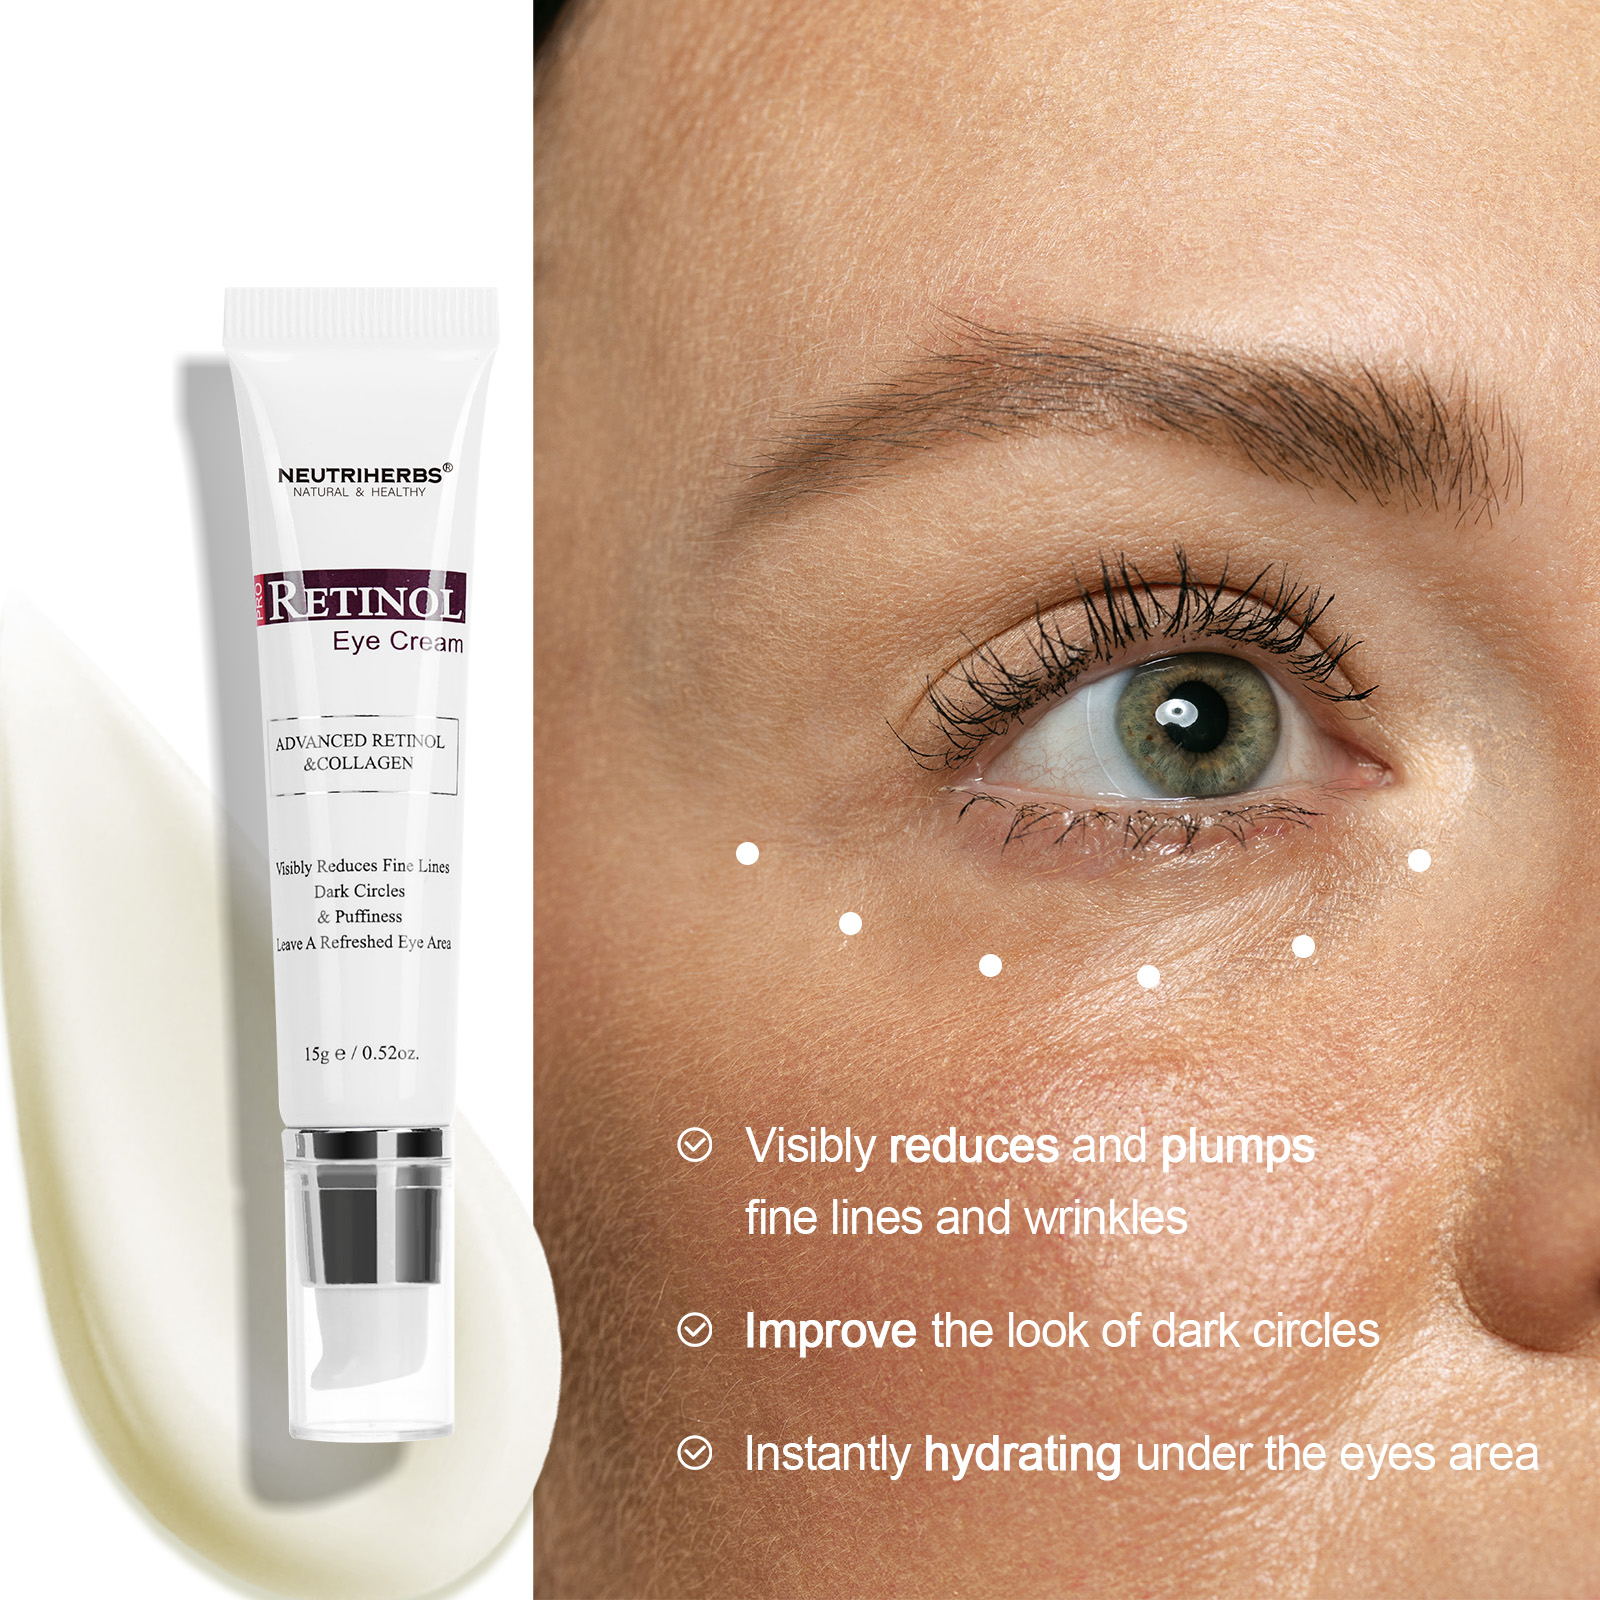 NEUTRIHERBS®
NATURAL & HEALTHY
PRO
RETINOL
Eye Cream
ADVANCED RETINOL
&COLLAGEN
Visibly Reduces Fine Lines
Dark Circles
& Puffiness
Leave A Refreshed Eye Area
15g ℮ / 0.52oz.
Visibly reduces and plumps
fine lines and wrinkles
Improve the look of dark circles
Instantly hydrating under the eyes area